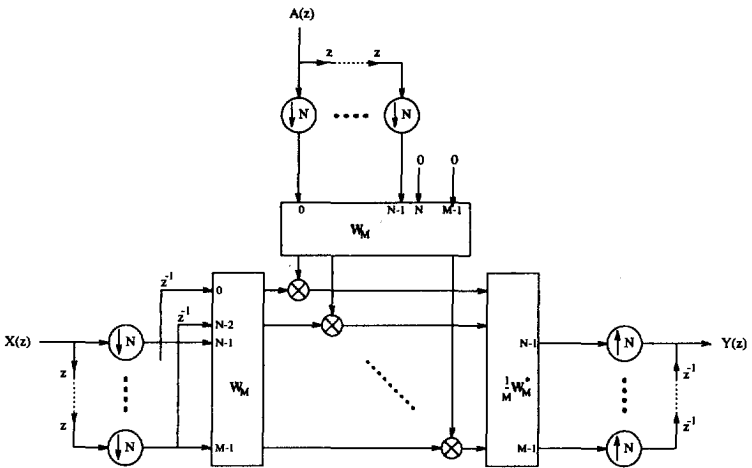 A(z)
z z
N N
0 0
0 N-1 N M-1
W_M
z^{-1}
0
z^{-1}
N-2
X(z) N N-1 N-1 N Y(z)
z z^{-1}
W_M \frac{1}{M} W_M^*
z z^{-1}
N M-1 M-1 N